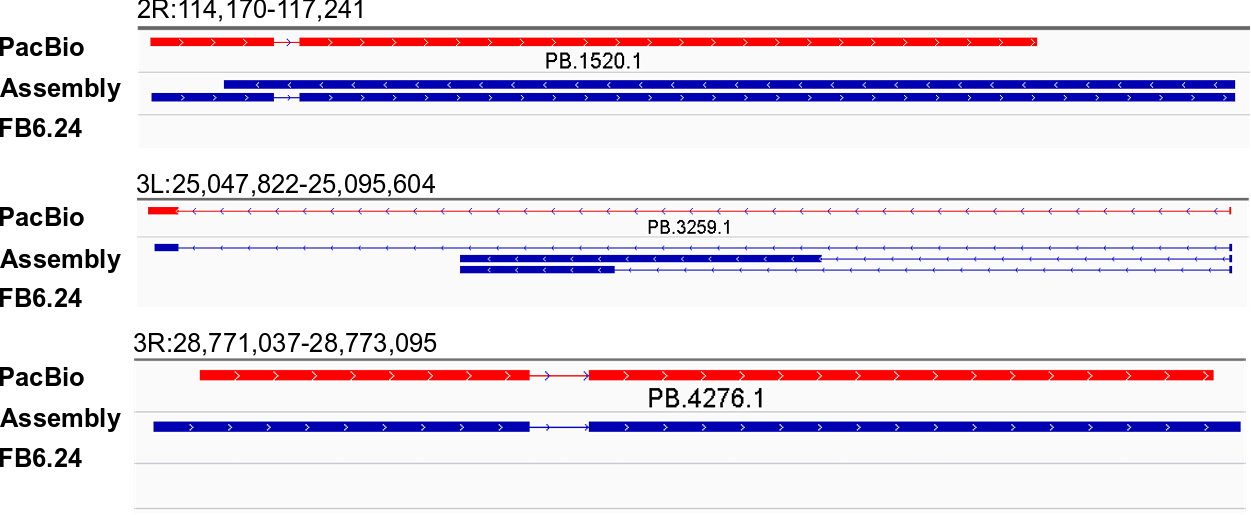 2R:114,170-117,241
PacBio
PB.1520.1
Assembly
FB6.24
3L:25,047,822-25,095,604
PacBio
PB.3259.1
Assembly
FB6.24
3R:28,771,037-28,773,095
PacBio
PB.4276.1
Assembly
FB6.24